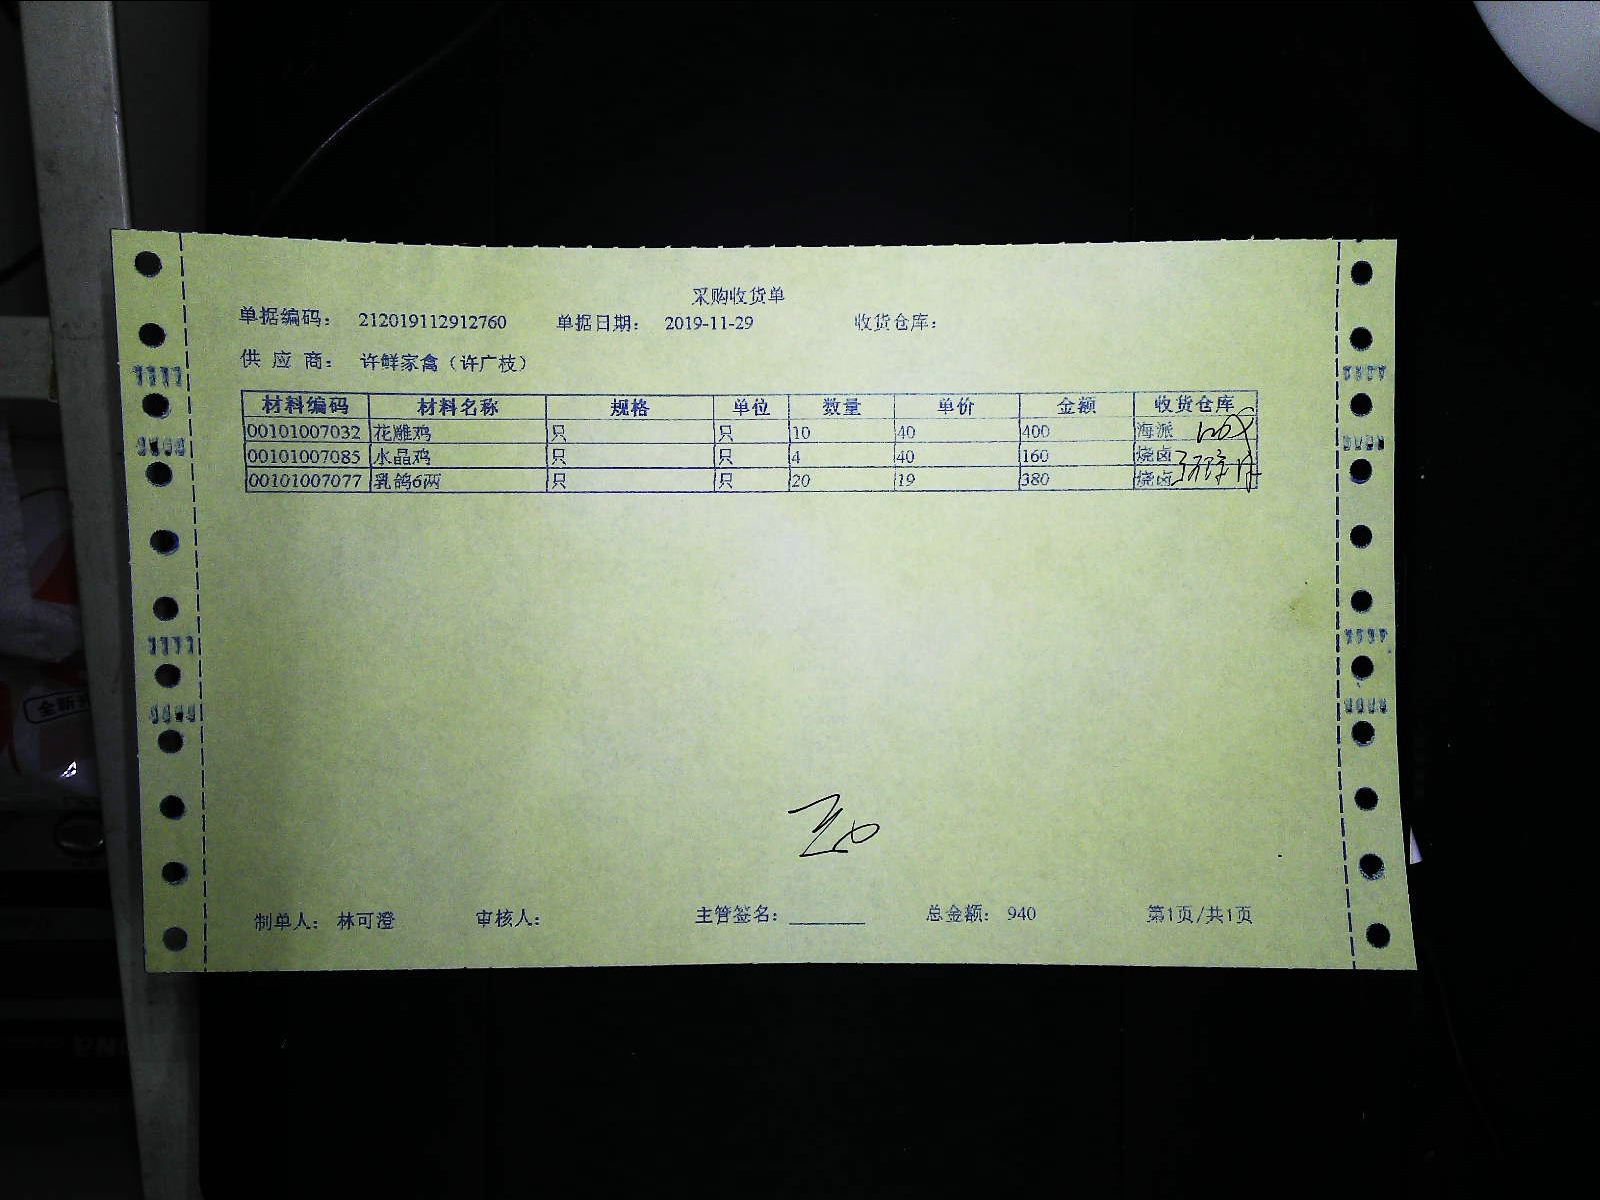 采购收货单
单据编码： 212019112912760 单据日期： 2019-11-29 收货仓库：
供 应 商： 许鲜家禽（许广枝）
材料编码 材料名称 规格 单位 数量 单价 金额 收货仓库
00101007032 花雕鸡 只 只 10 40 400 海派
00101007085 水晶鸡 只 只 4 40 160 烧卤
00101007077 乳鸽6两 只 只 20 19 380 烧卤
制单人： 林可澄 审核人： 主管签名： 总金额： 940 第1页/共1页